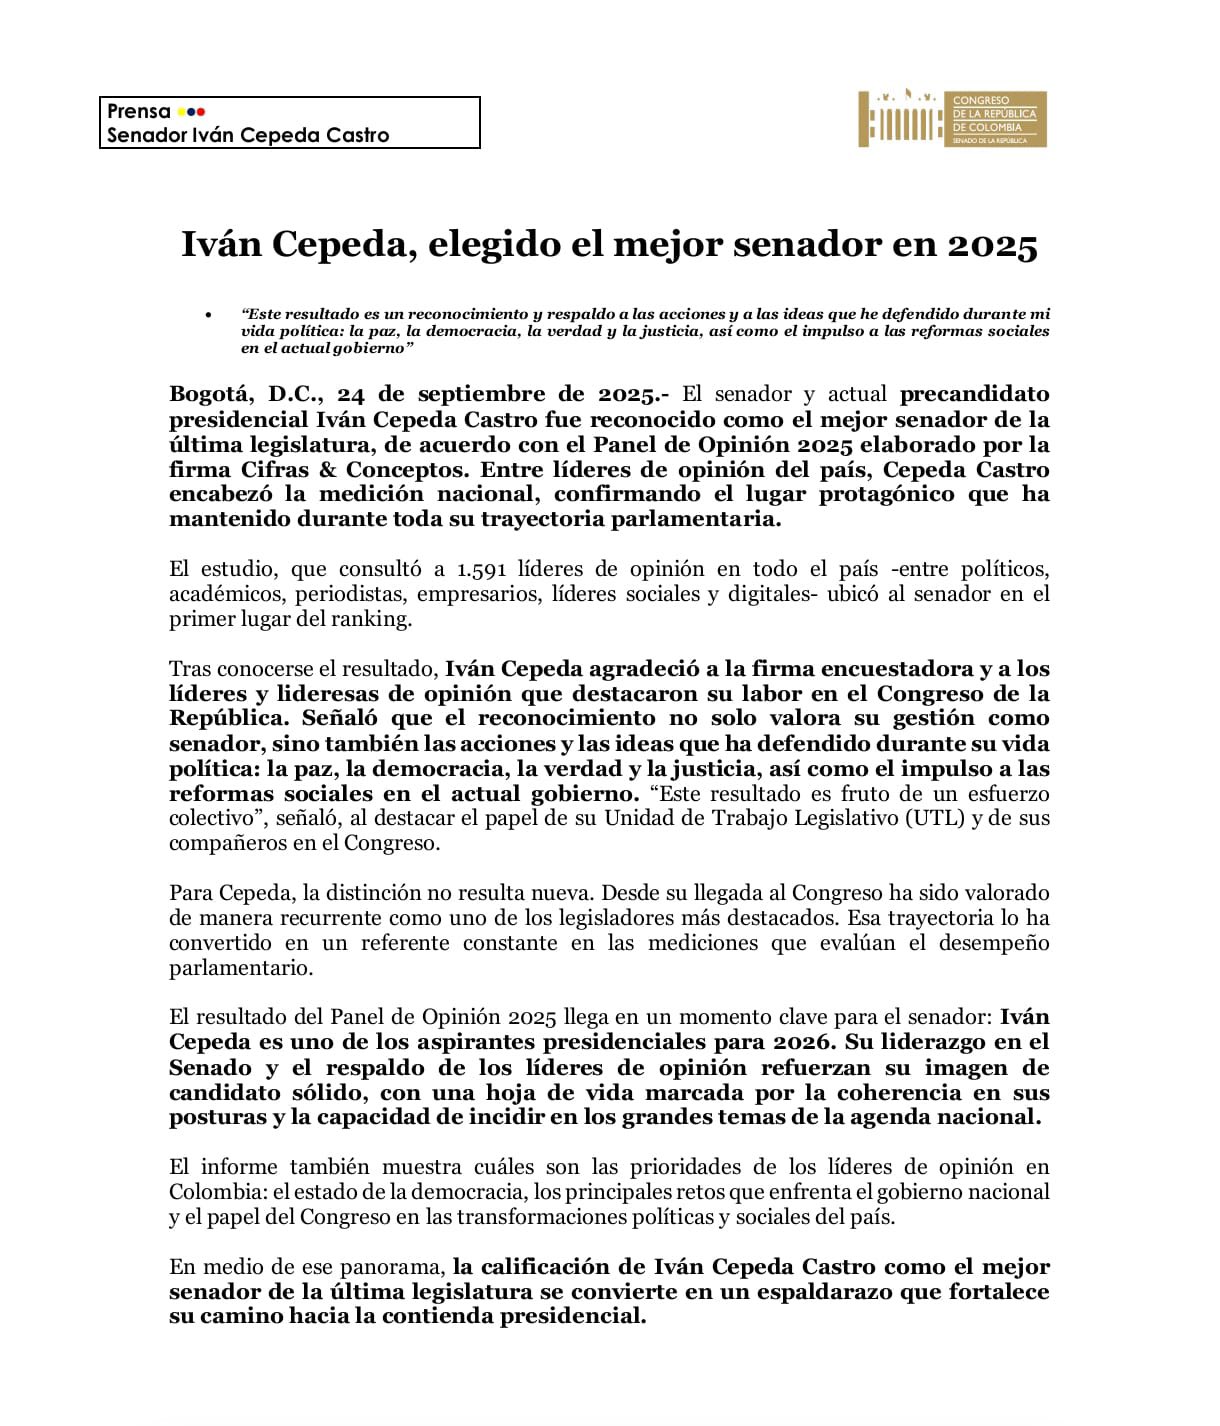 Prensa
Senador Iván Cepeda Castro
CONGRESO
DE LA REPÚBLICA
DE COLOMBIA
SENADO DE LA REPÚBLICA
Iván Cepeda, elegido el mejor senador en 2025
• “Este resultado es un reconocimiento y respaldo a las acciones y a las ideas que he defendido durante mi
vida política: la paz, la democracia, la verdad y la justicia, así como el impulso a las reformas sociales
en el actual gobierno”
Bogotá, D.C., 24 de septiembre de 2025.- El senador y actual precandidato
presidencial Iván Cepeda Castro fue reconocido como el mejor senador de la
última legislatura, de acuerdo con el Panel de Opinión 2025 elaborado por la
firma Cifras & Conceptos. Entre líderes de opinión del país, Cepeda Castro
encabezó la medición nacional, confirmando el lugar protagónico que ha
mantenido durante toda su trayectoria parlamentaria.
El estudio, que consultó a 1.591 líderes de opinión en todo el país -entre políticos,
académicos, periodistas, empresarios, líderes sociales y digitales- ubicó al senador en el
primer lugar del ranking.
Tras conocerse el resultado, Iván Cepeda agradeció a la firma encuestadora y a los
líderes y lideresas de opinión que destacaron su labor en el Congreso de la
República. Señaló que el reconocimiento no solo valora su gestión como
senador, sino también las acciones y las ideas que ha defendido durante su vida
política: la paz, la democracia, la verdad y la justicia, así como el impulso a las
reformas sociales en el actual gobierno. “Este resultado es fruto de un esfuerzo
colectivo”, señaló, al destacar el papel de su Unidad de Trabajo Legislativo (UTL) y de sus
compañeros en el Congreso.
Para Cepeda, la distinción no resulta nueva. Desde su llegada al Congreso ha sido valorado
de manera recurrente como uno de los legisladores más destacados. Esa trayectoria lo ha
convertido en un referente constante en las mediciones que evalúan el desempeño
parlamentario.
El resultado del Panel de Opinión 2025 llega en un momento clave para el senador: Iván
Cepeda es uno de los aspirantes presidenciales para 2026. Su liderazgo en el
Senado y el respaldo de los líderes de opinión refuerzan su imagen de
candidato sólido, con una hoja de vida marcada por la coherencia en sus
posturas y la capacidad de incidir en los grandes temas de la agenda nacional.
El informe también muestra cuáles son las prioridades de los líderes de opinión en
Colombia: el estado de la democracia, los principales retos que enfrenta el gobierno nacional
y el papel del Congreso en las transformaciones políticas y sociales del país.
En medio de ese panorama, la calificación de Iván Cepeda Castro como el mejor
senador de la última legislatura se convierte en un espaldarazo que fortalece
su camino hacia la contienda presidencial.